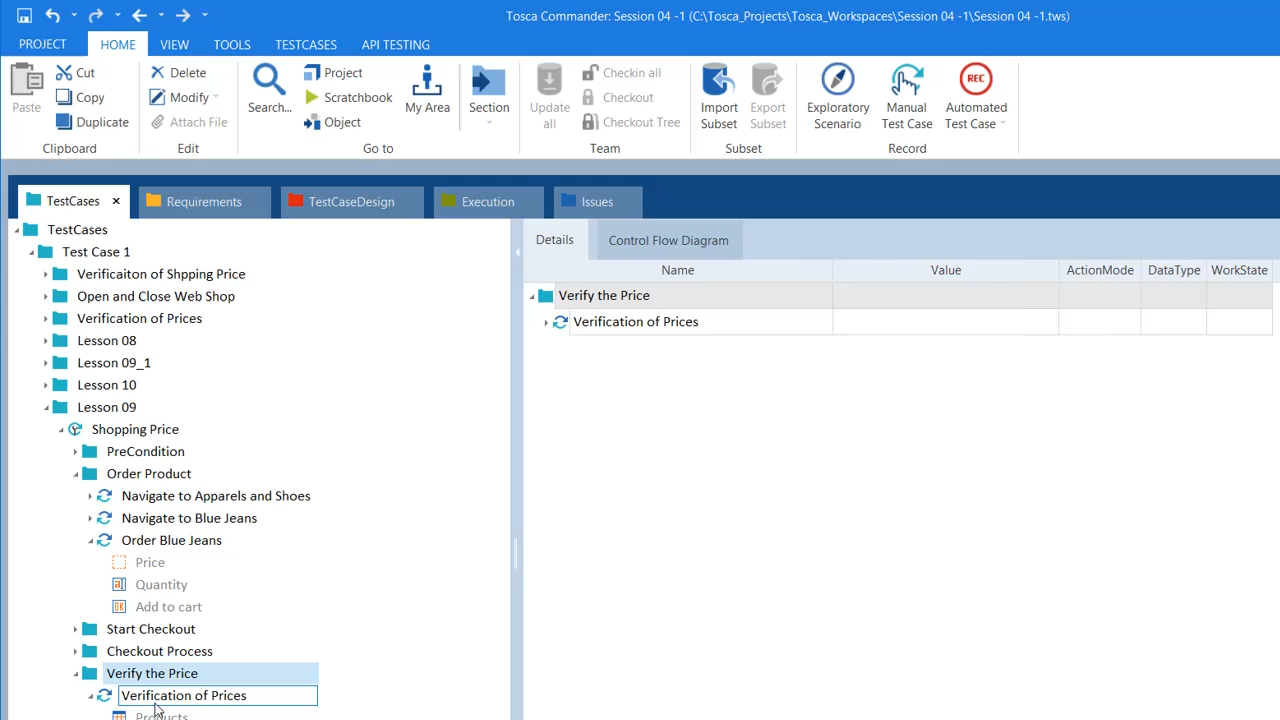 Tosca Commander: Session 04 -1 (C:\Tosca_Projects\Tosca_Workspaces\Session 04 -1\Session 04 -1.tws)
PROJECT HOME VIEW TOOLS TESTCASES API TESTING
Paste
Cut
Copy
Duplicate
Clipboard
Delete
Modify
Attach File
Edit
Search...
Project
Scratchbook
Object
My Area
Go to
Section
Update all
Checkin all
Checkout
Checkout Tree
Team
Import Subset
Export Subset
Subset
Exploratory Scenario
Manual Test Case
REC
Automated Test Case
Record
TestCases Requirements TestCaseDesign Execution Issues
TestCases
Test Case 1
Verificaiton of Shpping Price
Open and Close Web Shop
Verification of Prices
Lesson 08
Lesson 09_1
Lesson 10
Lesson 09
Shopping Price
PreCondition
Order Product
Navigate to Apparels and Shoes
Navigate to Blue Jeans
Order Blue Jeans
Price
Quantity
Add to cart
Start Checkout
Checkout Process
Verify the Price
Verification of Prices
Products
Details Control Flow Diagram
Name Value ActionMode DataType WorkState
Verify the Price
Verification of Prices